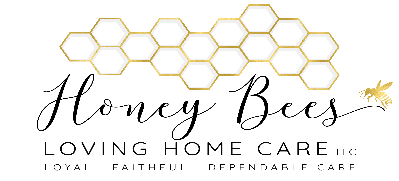 Honey Bees
LOVING HOME CARE LLC
LOYAL FAITHFUL DEPENDABLE CARE